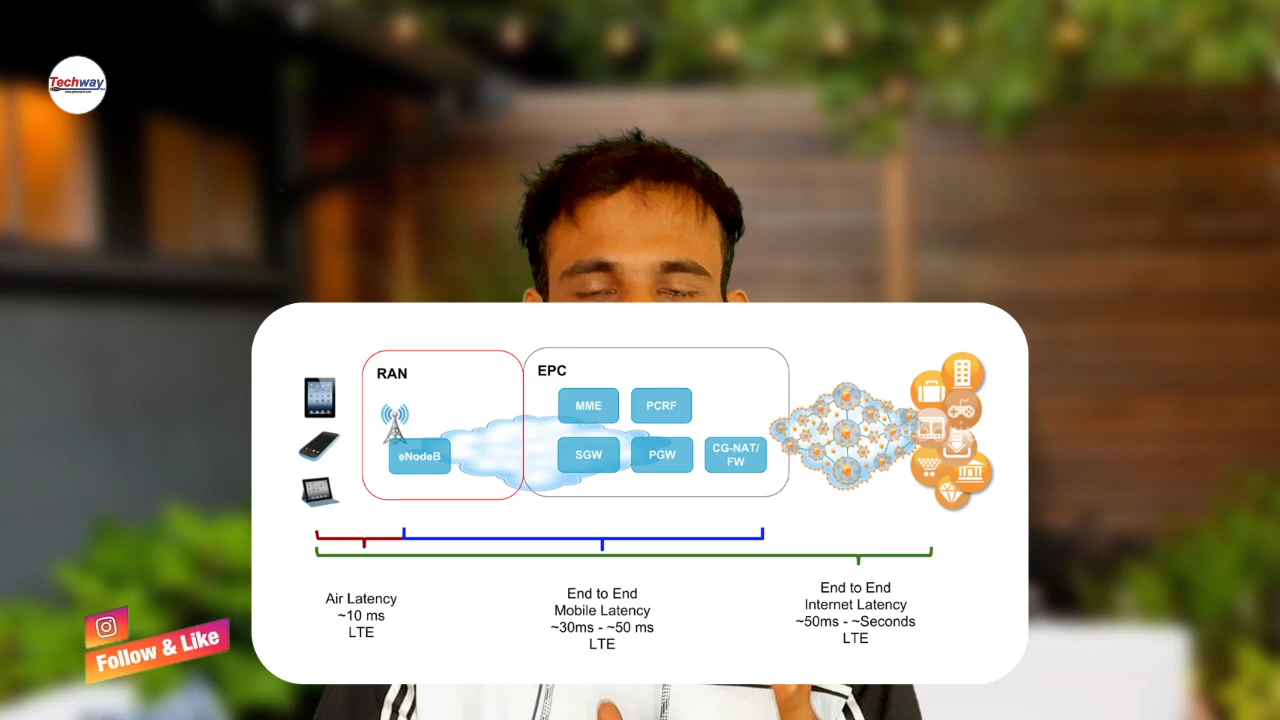 Techway
RAN
EPC
MME
PCRF
eNodeB
SGW
PGW
CG-NAT/
FW
Air Latency
~10 ms
LTE
End to End
Mobile Latency
~30ms - ~50 ms
LTE
End to End
Internet Latency
~50ms - ~Seconds
LTE
Follow & Like